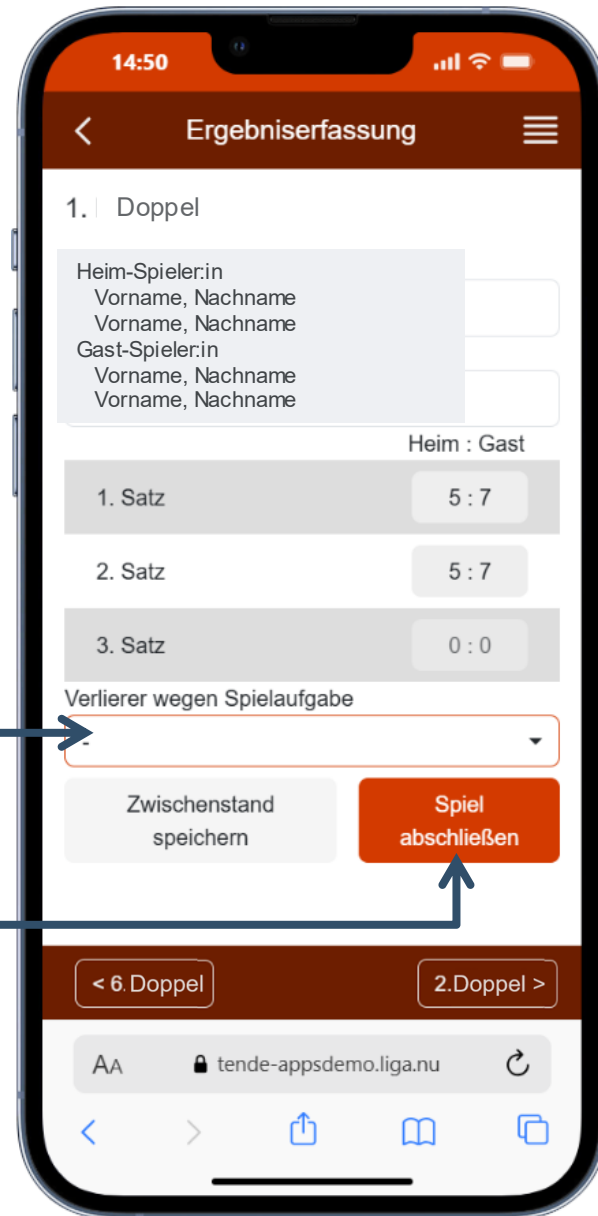 14:50
Ergebniserfassung
1. Doppel
Heim-Spieler:in
Vorname, Nachname
Vorname, Nachname
Gast-Spieler:in
Vorname, Nachname
Vorname, Nachname
Heim : Gast
1. Satz 5 : 7
2. Satz 5 : 7
3. Satz 0 : 0
Verlierer wegen Spielaufgabe
-
Zwischenstand speichern
Spiel abschließen
< 6. Doppel 2.Doppel >
AA tende-appsdemo.liga.nu